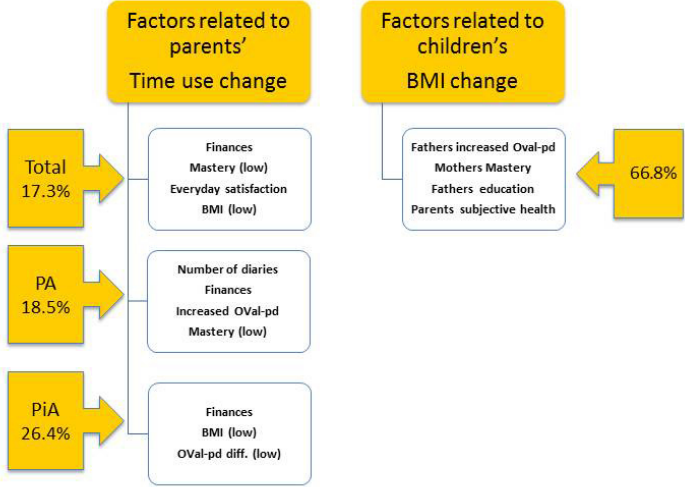 Factors related to
parents’
Time use change
Total
17.3%
Finances
Mastery (low)
Everyday satisfaction
BMI (low)
PA
18.5%
Number of diaries
Finances
Increased OVal-pd
Mastery (low)
PiA
26.4%
Finances
BMI (low)
OVal-pd diff. (low)
Factors related to
children’s
BMI change
Fathers increased Oval-pd
Mothers Mastery
Fathers education
Parents subjective health
66.8%